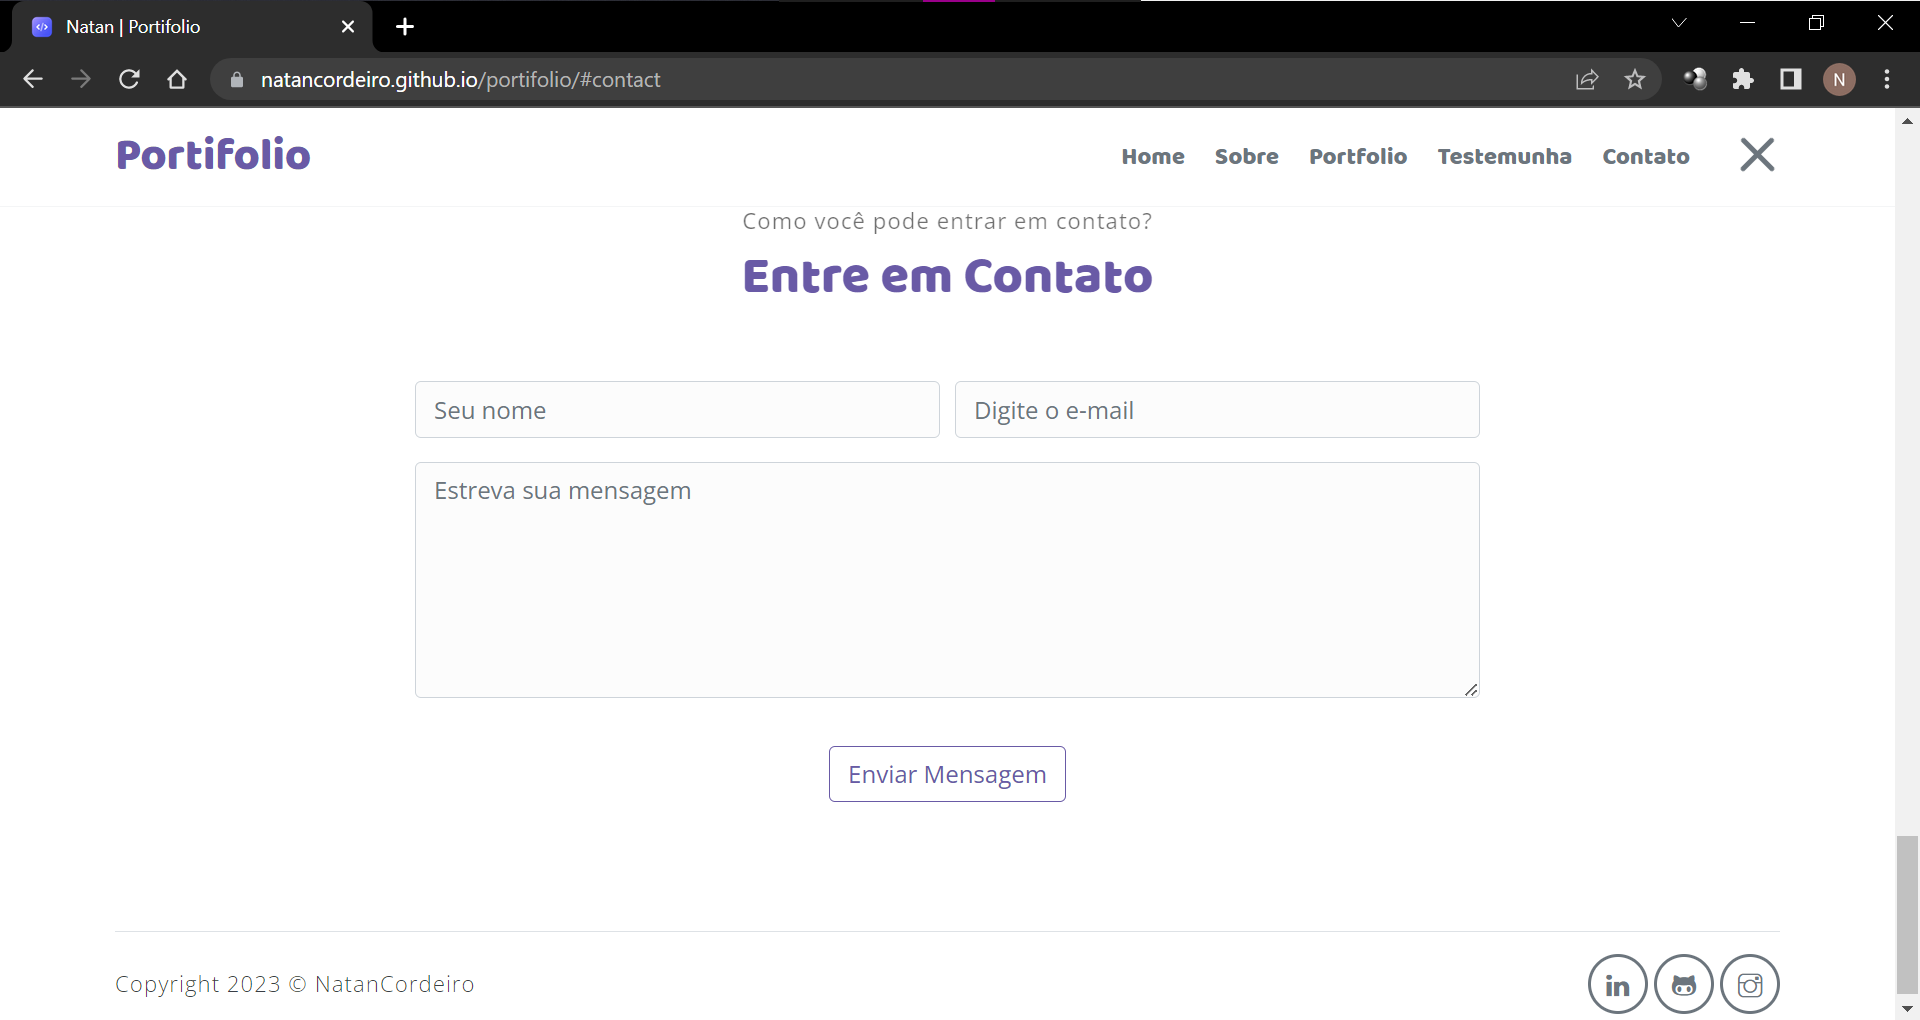 Natan | Portifolio
natancordeiro.github.io/portifolio/#contact
N
Portifolio
Home Sobre Portfolio Testemunha Contato
Como você pode entrar em contato?
Entre em Contato
Seu nome
Digite o e-mail
Estreva sua mensagem
Enviar Mensagem
Copyright 2023 © NatanCordeiro
in